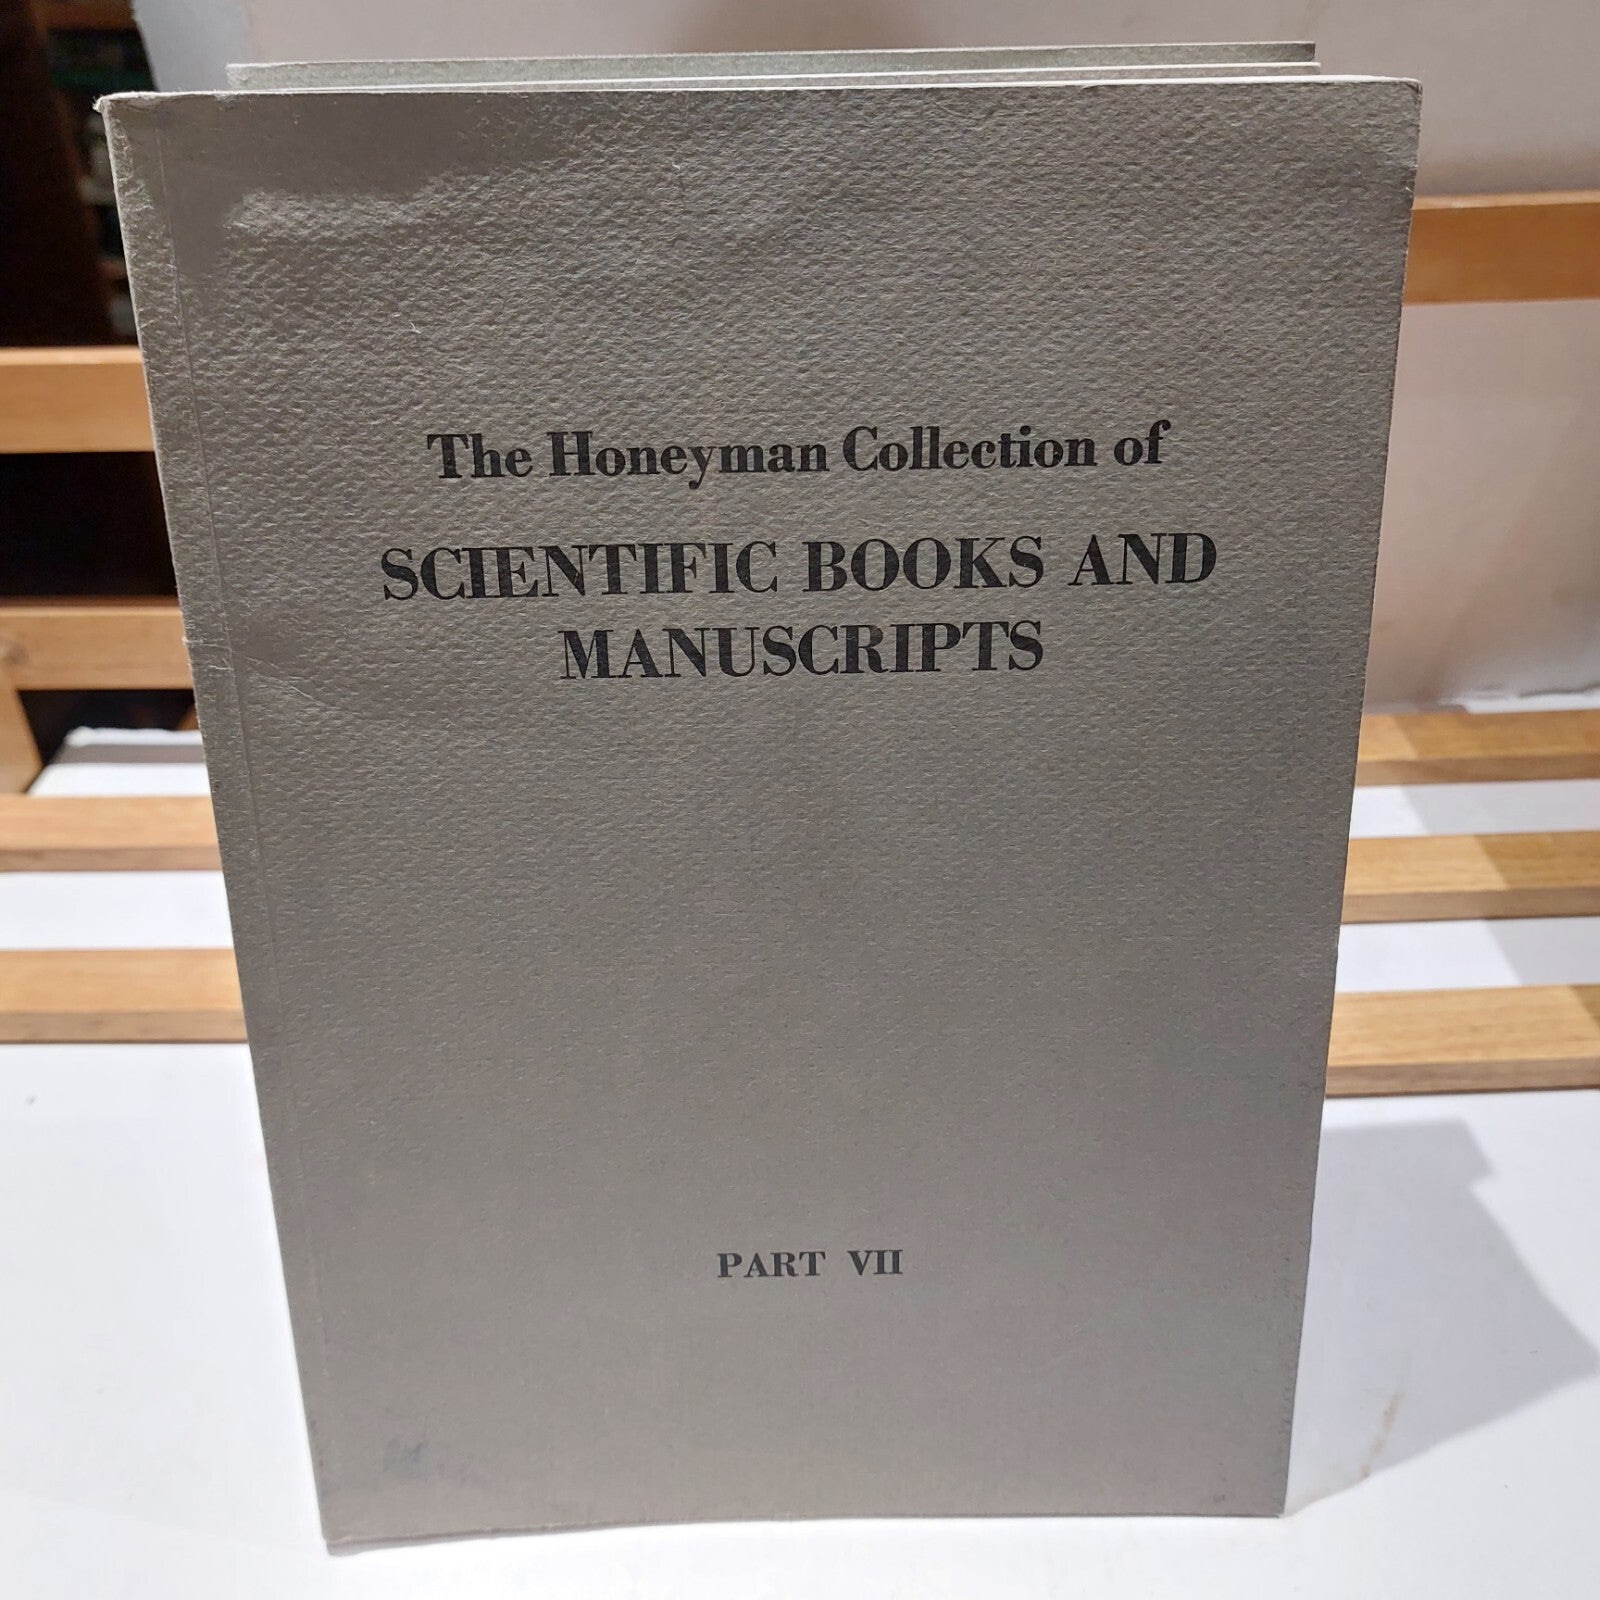 The Honeyman Collection of
SCIENTIFIC BOOKS AND
MANUSCRIPTS
PART VII